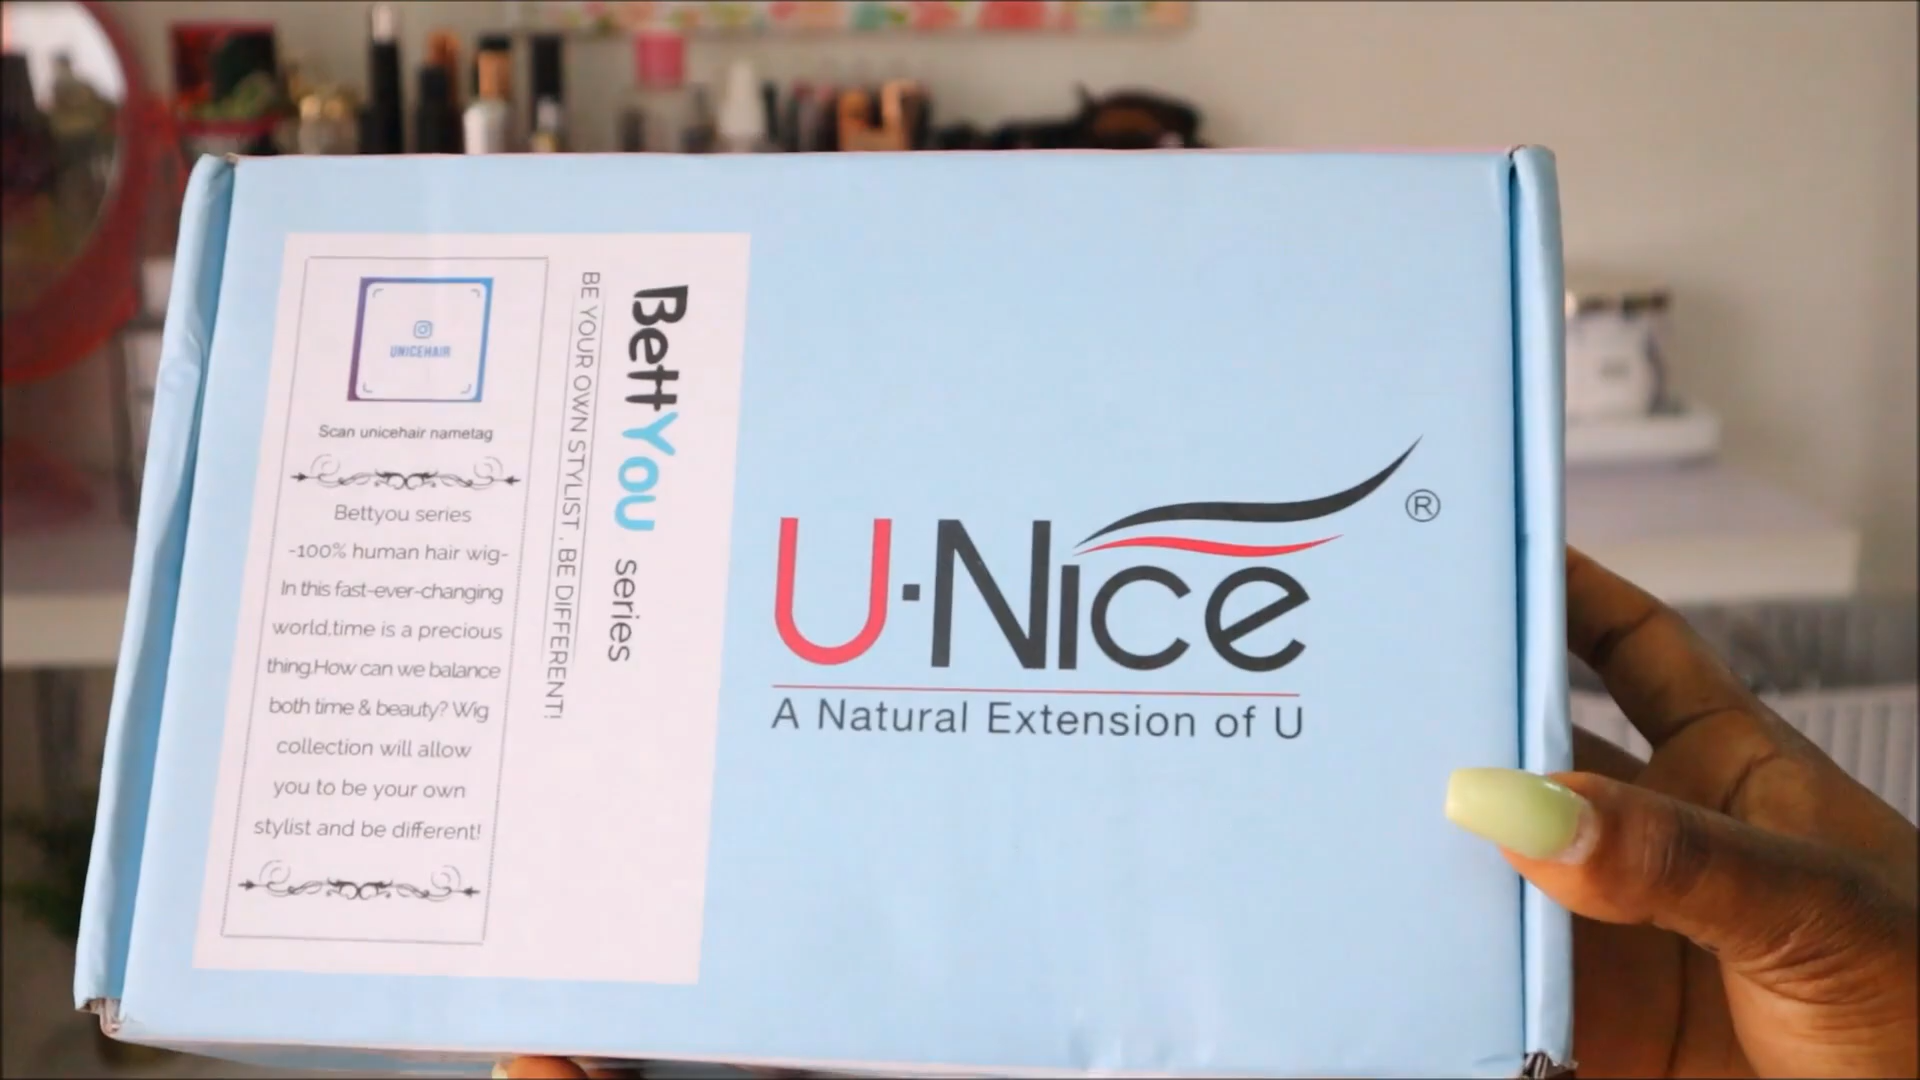 UNICEHAIR
Scan unicehair nametag
Bettyou series
-100% human hair wig-
In this fast-ever-changing
world,time is a precious
thing.How can we balance
both time & beauty? Wig
collection will allow
you to be your own
stylist and be different!
BettYou series
BE YOUR OWN STYLIST . BE DIFFERENT!
U·Nice ®
A Natural Extension of U